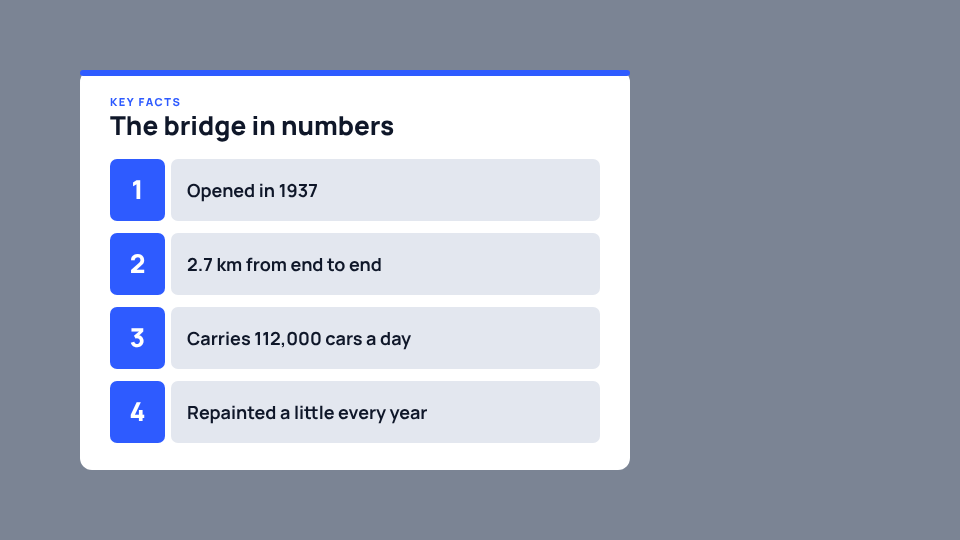 KEY FACTS
The bridge in numbers
1
Opened in 1937
2
2.7 km from end to end
3
Carries 112,000 cars a day
4
Repainted a little every year